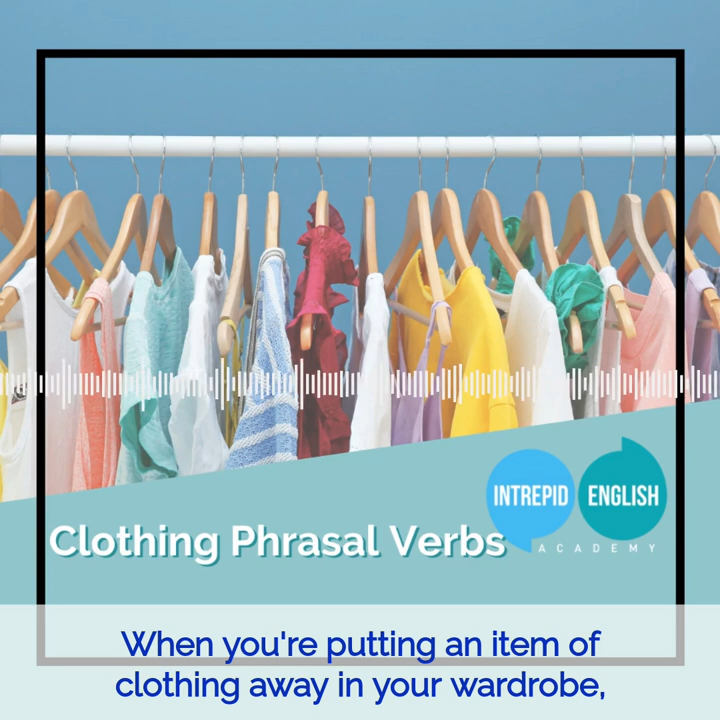 INTREPID ENGLISH
ACADEMY
Clothing Phrasal Verbs
When you're putting an item of
clothing away in your wardrobe,